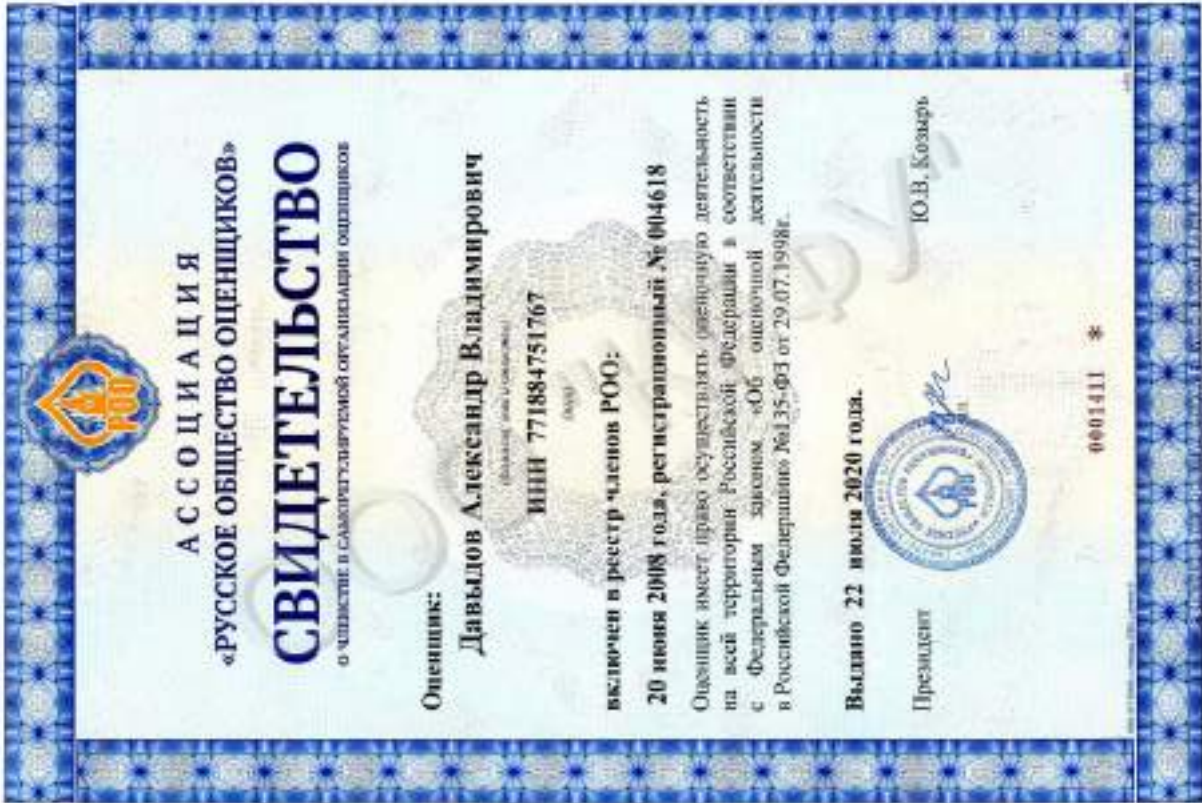 РОО
АССОЦИАЦИЯ
«РУССКОЕ ОБЩЕСТВО ОЦЕНЩИКОВ»
СВИДЕТЕЛЬСТВО
О ЧЛЕНСТВЕ В САМОРЕГУЛИРУЕМОЙ ОРГАНИЗАЦИИ ОЦЕНЩИКОВ
Оценщик:
Давыдов Александр Владимирович
ИНН 771884751767
включен в реестр членов РОО:
20 июня 2008 года, регистрационный № 004618
Оценщик имеет право осуществлять оценочную деятельность
на всей территории Российской Федерации в соответствии
с Федеральным законом «Об оценочной деятельности
в Российской Федерации» №135-ФЗ от 29.07.1998г.
Выдано 22 июля 2020 года.
Президент Ю.В. Козырь
0001411 *